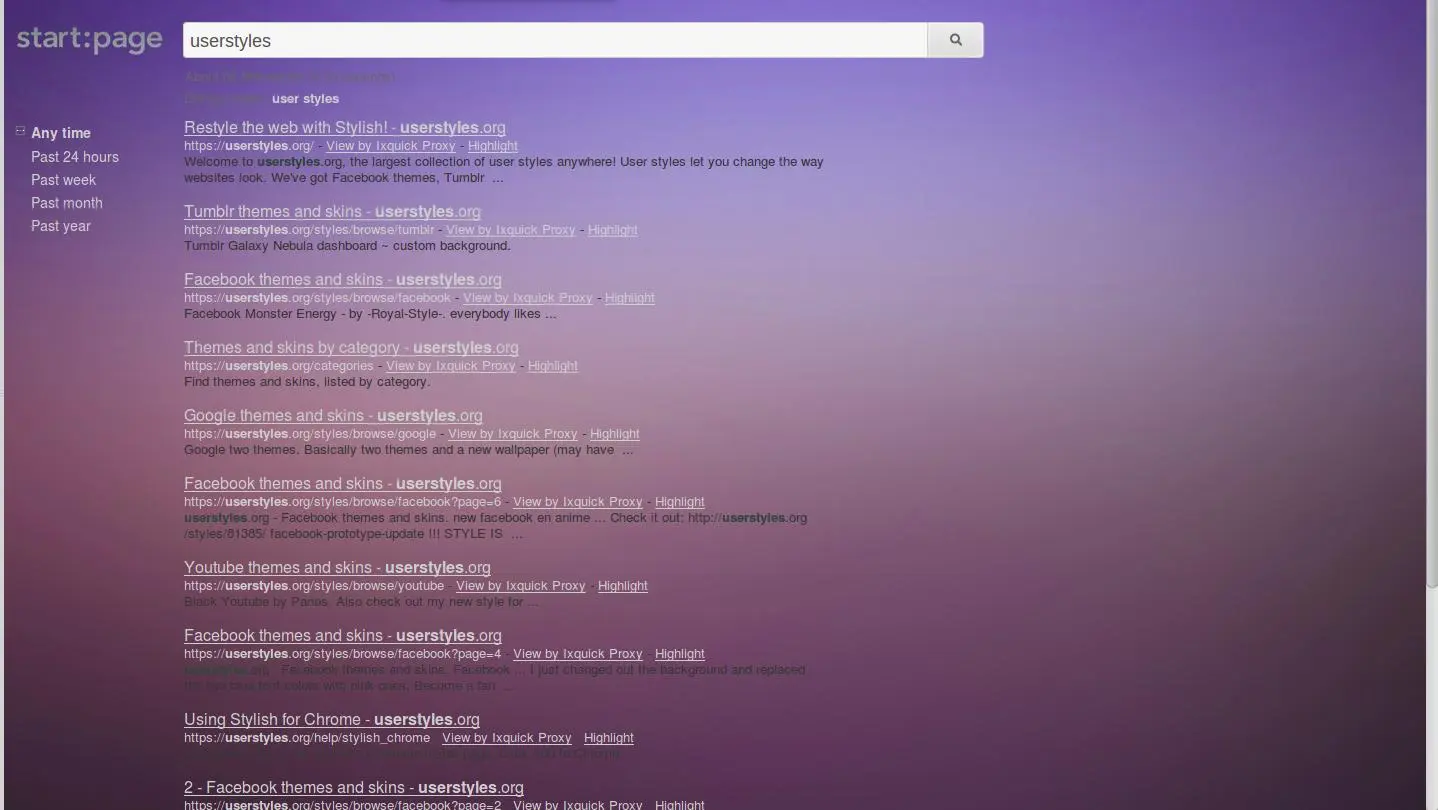 start:page
userstyles
user styles
Any time
Past 24 hours
Past week
Past month
Past year
Restyle the web with Stylish! - userstyles.org
https://userstyles.org/ - View by Ixquick Proxy - Highlight
Welcome to userstyles.org, the largest collection of user styles anywhere! User styles let you change the way
websites look. We've got Facebook themes, Tumblr ...
Tumblr themes and skins - userstyles.org
https://userstyles.org/styles/browse/tumblr - View by Ixquick Proxy - Highlight
Tumblr Galaxy Nebula dashboard ~ custom background.
Facebook themes and skins - userstyles.org
https://userstyles.org/styles/browse/facebook - View by Ixquick Proxy - Highlight
Facebook Monster Energy - by -Royal-Style-. everybody likes ...
Themes and skins by category - userstyles.org
https://userstyles.org/categories - View by Ixquick Proxy - Highlight
Find themes and skins, listed by category.
Google themes and skins - userstyles.org
https://userstyles.org/styles/browse/google - View by Ixquick Proxy - Highlight
Google two themes. Basically two themes and a new wallpaper (may have ...
Facebook themes and skins - userstyles.org
https://userstyles.org/styles/browse/facebook?page=6 - View by Ixquick Proxy - Highlight
userstyles.org - Facebook themes and skins. new facebook en anime ... Check it out: http://userstyles.org
/styles/81385/ facebook-prototype-update !!! STYLE IS ...
Youtube themes and skins - userstyles.org
https://userstyles.org/styles/browse/youtube - View by Ixquick Proxy - Highlight
Black Youtube by Panos. Also check out my new style for ...
Facebook themes and skins - userstyles.org
https://userstyles.org/styles/browse/facebook?page=4 - View by Ixquick Proxy - Highlight
userstyles.org - Facebook themes and skins. Facebook ... I just changed out the background and replaced
text colors with pink ones. Become a fan ...
Using Stylish for Chrome - userstyles.org
https://userstyles.org/help/stylish_chrome View by Ixquick Proxy Highlight
2 - Facebook themes and skins - userstyles.org
https://userstyles.org/styles/browse/facebook?page=2 View by Ixquick Proxy Highlight